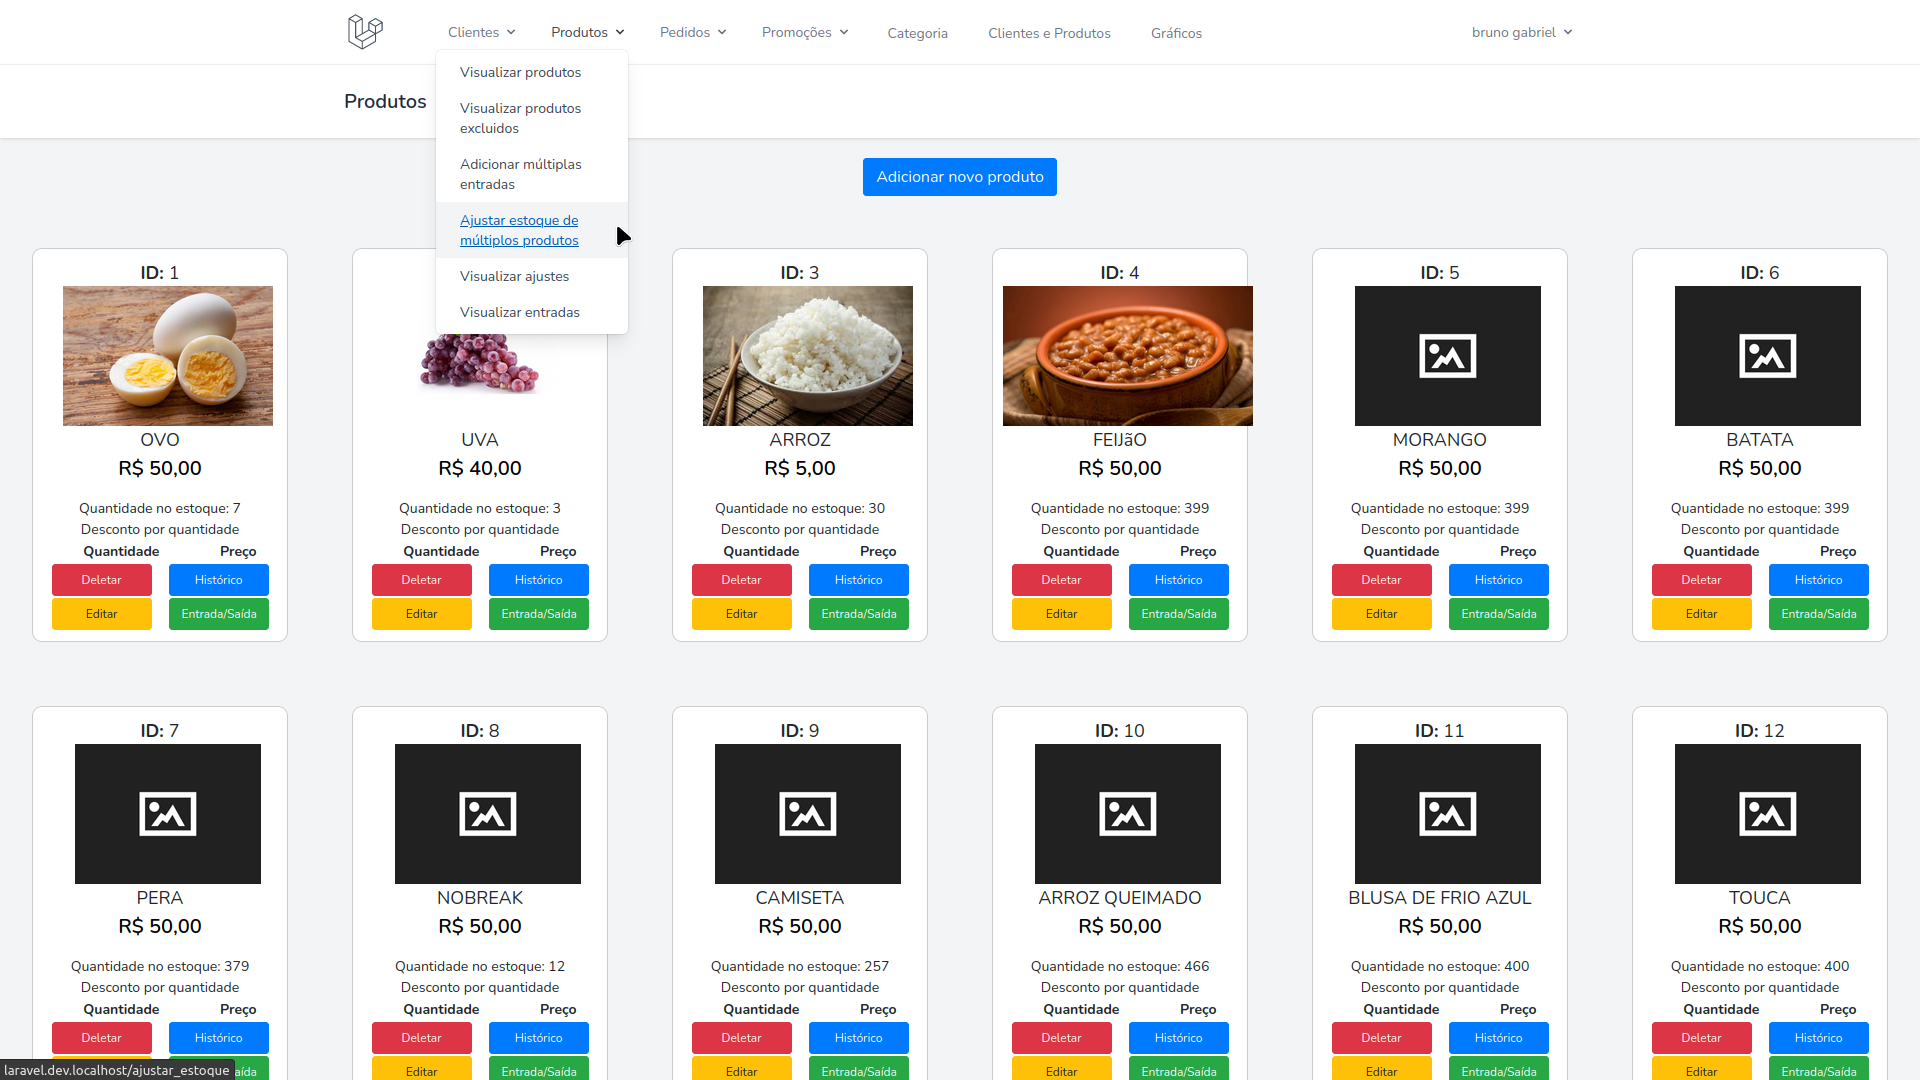 Clientes Produtos Pedidos Promoções Categoria Clientes e Produtos Gráficos bruno gabriel
Visualizar produtos
Visualizar produtos
excluidos
Adicionar múltiplas
entradas
Ajustar estoque de
múltiplos produtos
Visualizar ajustes
Visualizar entradas
Produtos
Adicionar novo produto
ID: 1
OVO
R$ 50,00
Quantidade no estoque: 7
Desconto por quantidade
Quantidade Preço
Deletar Histórico
Editar Entrada/Saída
UVA
R$ 40,00
Quantidade no estoque: 3
Desconto por quantidade
Quantidade Preço
Deletar Histórico
Editar Entrada/Saída
ID: 3
ARROZ
R$ 5,00
Quantidade no estoque: 30
Desconto por quantidade
Quantidade Preço
Deletar Histórico
Editar Entrada/Saída
ID: 4
FEIJãO
R$ 50,00
Quantidade no estoque: 399
Desconto por quantidade
Quantidade Preço
Deletar Histórico
Editar Entrada/Saída
ID: 5
MORANGO
R$ 50,00
Quantidade no estoque: 399
Desconto por quantidade
Quantidade Preço
Deletar Histórico
Editar Entrada/Saída
ID: 6
BATATA
R$ 50,00
Quantidade no estoque: 399
Desconto por quantidade
Quantidade Preço
Deletar Histórico
Editar Entrada/Saída
ID: 7
PERA
R$ 50,00
Quantidade no estoque: 379
Desconto por quantidade
Quantidade Preço
Deletar Histórico
ID: 8
NOBREAK
R$ 50,00
Quantidade no estoque: 12
Desconto por quantidade
Quantidade Preço
Deletar Histórico
Editar Entrada/Saída
ID: 9
CAMISETA
R$ 50,00
Quantidade no estoque: 257
Desconto por quantidade
Quantidade Preço
Deletar Histórico
Editar Entrada/Saída
ID: 10
ARROZ QUEIMADO
R$ 50,00
Quantidade no estoque: 466
Desconto por quantidade
Quantidade Preço
Deletar Histórico
Editar Entrada/Saída
ID: 11
BLUSA DE FRIO AZUL
R$ 50,00
Quantidade no estoque: 400
Desconto por quantidade
Quantidade Preço
Deletar Histórico
Editar Entrada/Saída
ID: 12
TOUCA
R$ 50,00
Quantidade no estoque: 400
Desconto por quantidade
Quantidade Preço
Deletar Histórico
Editar Entrada/Saída
laravel.dev.localhost/ajustar_estoque